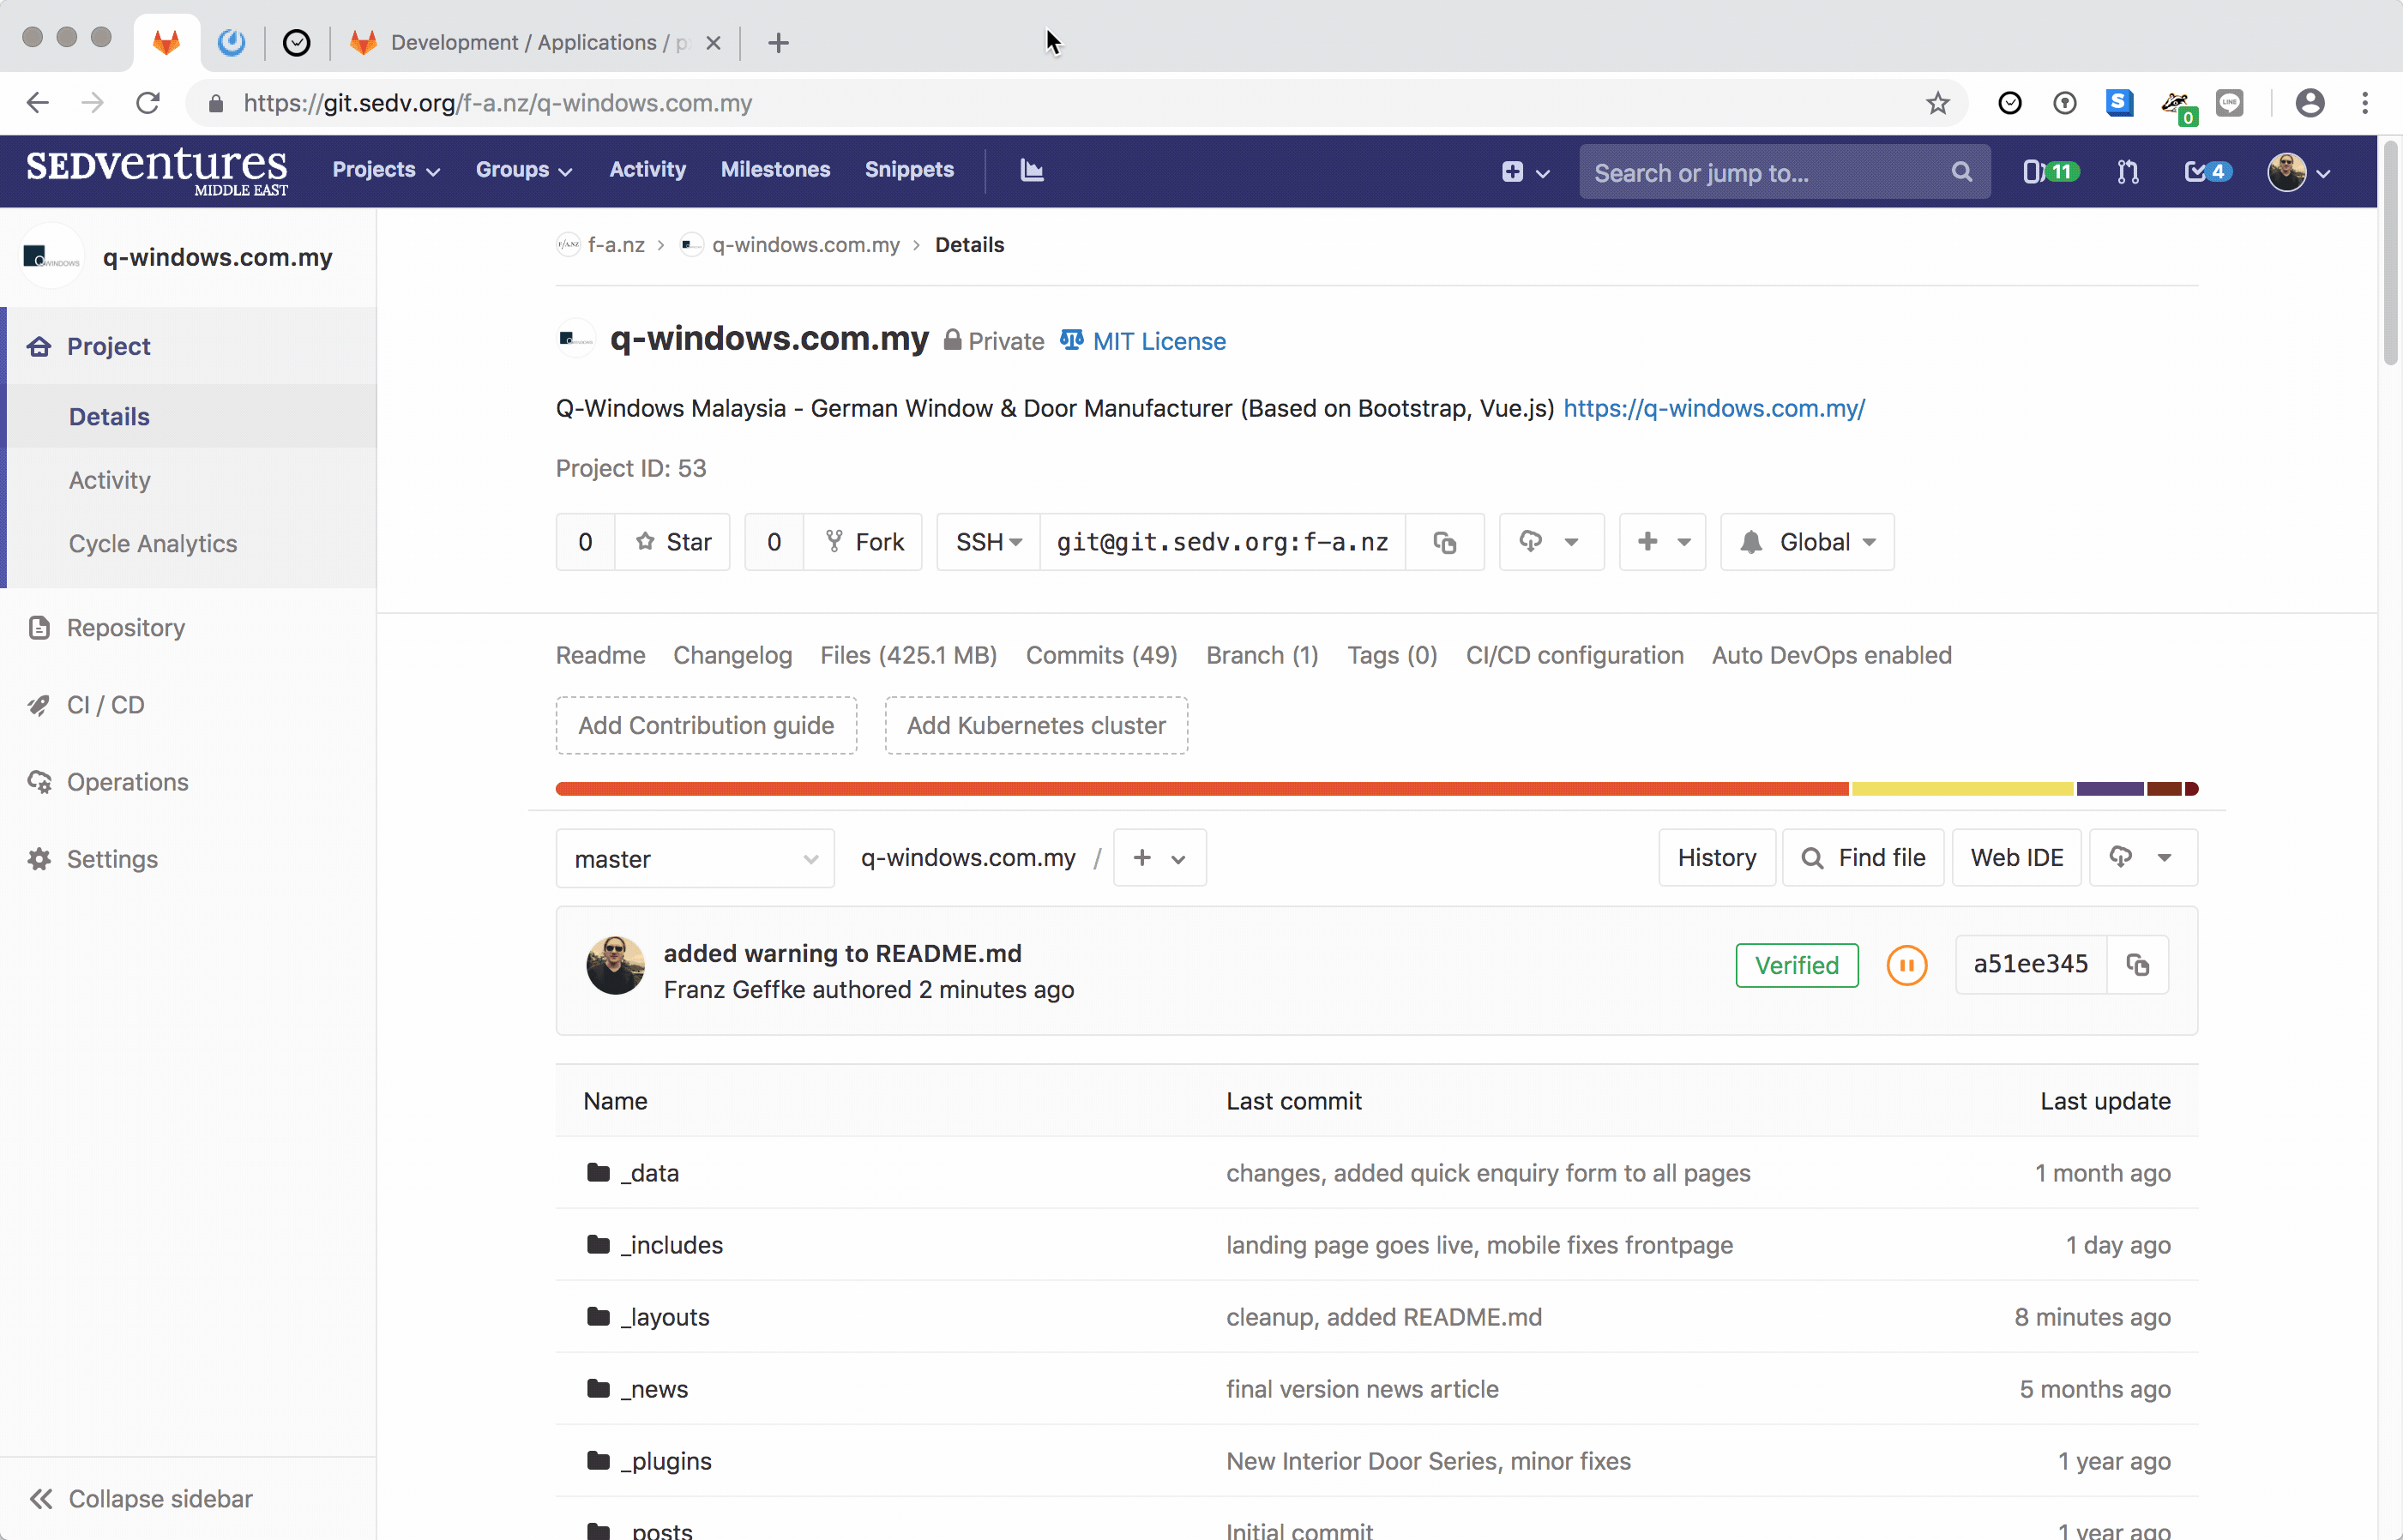 Development / Applications / p
https://git.sedv.org/f-a.nz/q-windows.com.my
S
0
LINE
SEDVentures
MIDDLE EAST
Projects
Groups
Activity
Milestones
Snippets
Search or jump to...
11
4
QWINDOWS
q-windows.com.my
Project
Details
Activity
Cycle Analytics
Repository
CI / CD
Operations
Settings
Collapse sidebar
F/A.NZ f-a.nz > q-windows.com.my > Details
q-windows.com.my Private MIT License
Q-Windows Malaysia - German Window & Door Manufacturer (Based on Bootstrap, Vue.js) https://q-windows.com.my/
Project ID: 53
0 Star 0 Fork SSH git@git.sedv.org:f-a.nz Global
Readme Changelog Files (425.1 MB) Commits (49) Branch (1) Tags (0) CI/CD configuration Auto DevOps enabled
Add Contribution guide Add Kubernetes cluster
master q-windows.com.my / + History Find file Web IDE
added warning to README.md
Franz Geffke authored 2 minutes ago
Verified a51ee345
Name Last commit Last update
_data changes, added quick enquiry form to all pages 1 month ago
_includes landing page goes live, mobile fixes frontpage 1 day ago
_layouts cleanup, added README.md 8 minutes ago
_news final version news article 5 months ago
_plugins New Interior Door Series, minor fixes 1 year ago
_posts Initial commit 1 year ago